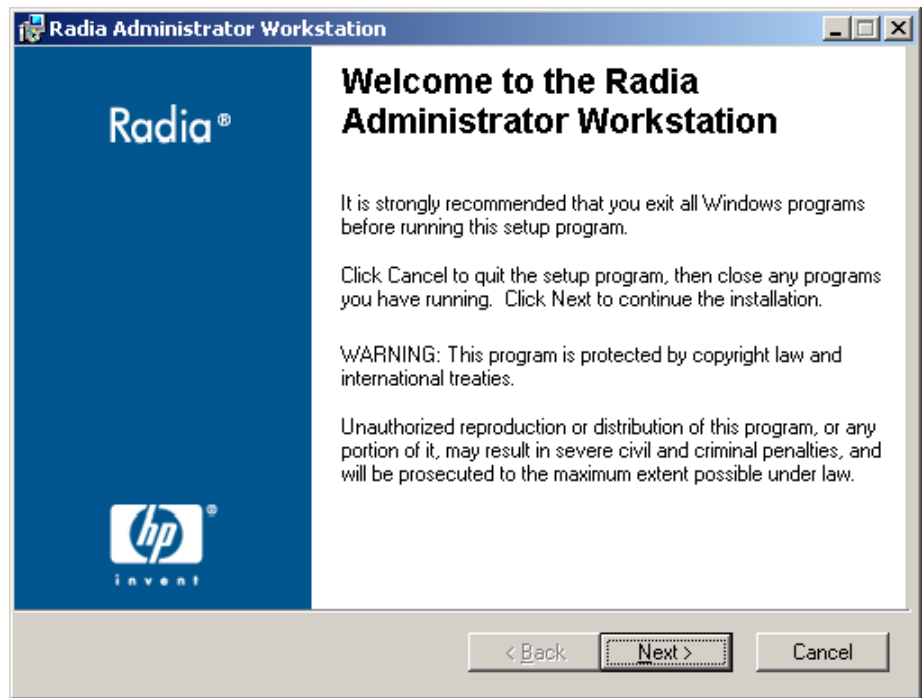 Radia Administrator Workstation
Radia®
Welcome to the Radia
Administrator Workstation
It is strongly recommended that you exit all Windows programs
before running this setup program.
Click Cancel to quit the setup program, then close any programs
you have running.  Click Next to continue the installation.
WARNING: This program is protected by copyright law and
international treaties.
Unauthorized reproduction or distribution of this program, or any
portion of it, may result in severe civil and criminal penalties, and
will be prosecuted to the maximum extent possible under law.
hp®
invent
< Back
Next >
Cancel